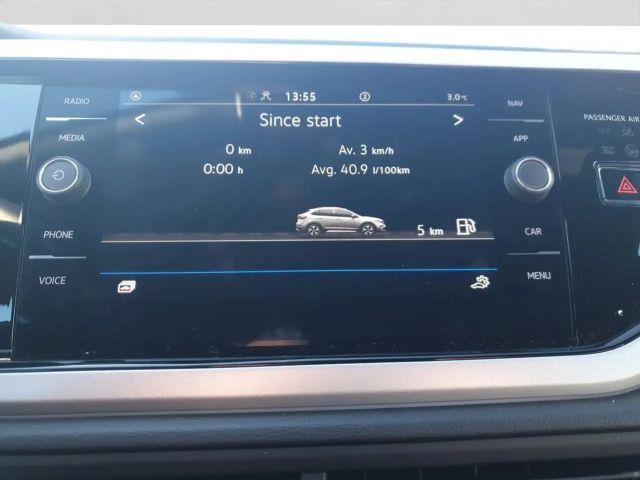 RADIO
MEDIA
PHONE
VOICE
13:55
2
3.0°C
< Since start >
0 km Av. 3 km/h
0:00 h Avg. 40.9 l/100km
5 km
NAV
APP
CAR
MENU
PASSENGER AIR